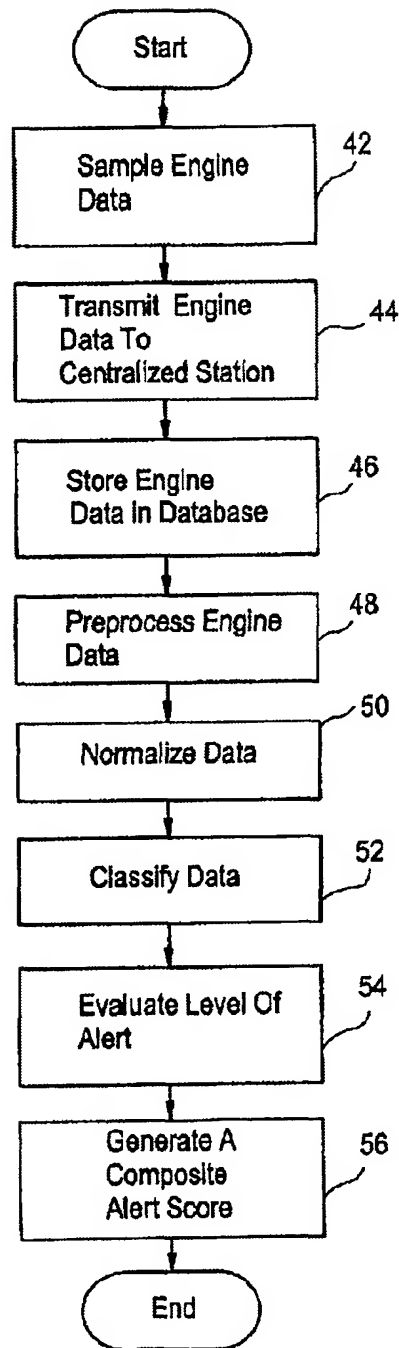 Start
Sample Engine
Data
42
Transmit Engine
Data To
Centralized Station
44
Store Engine
Data in Database
46
Preprocess Engine
Data
48
Normalize Data
50
Classify Data
52
Evaluate Level Of
Alert
54
Generate A
Composite
Alert Score
56
End